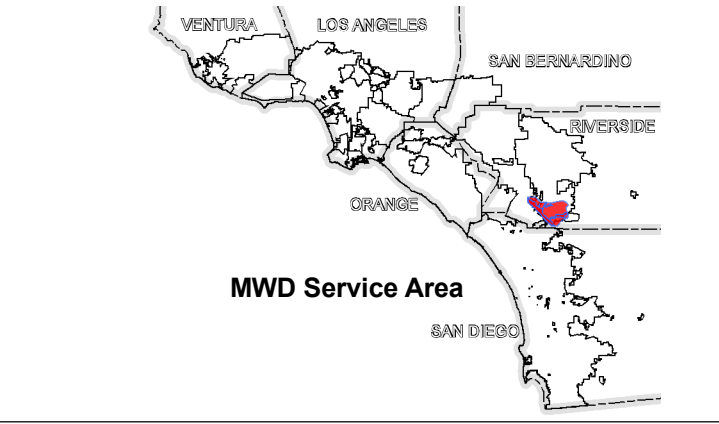 VENTURA
LOS ANGELES
SAN BERNARDINO
RIVERSIDE
ORANGE
MWD Service Area
SAN DIEGO